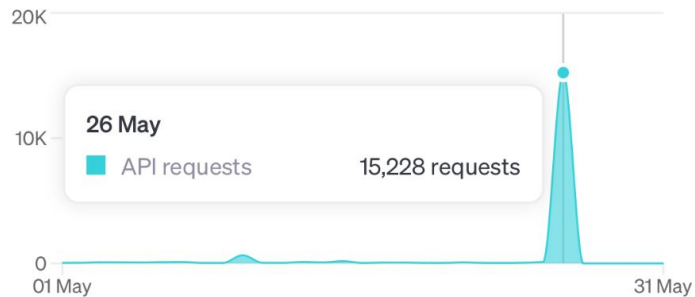 20K
26 May
API requests 15,228 requests
10K
0
01 May 31 May